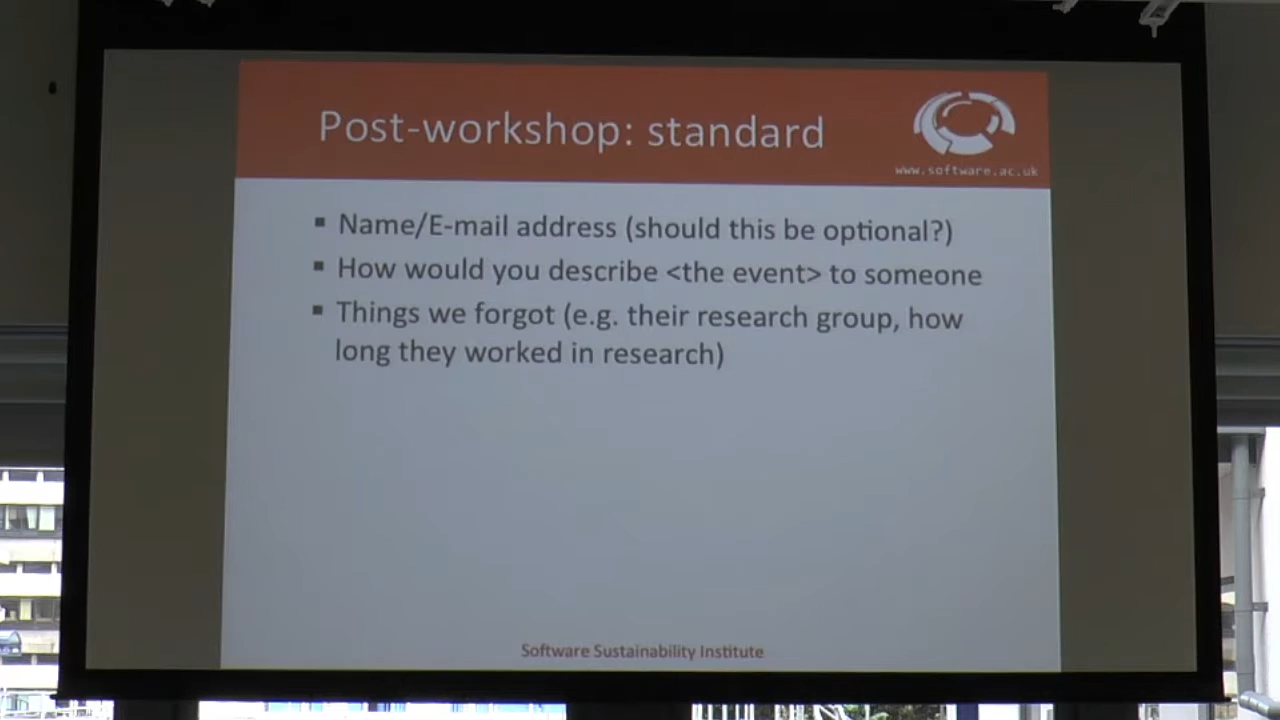 Post-workshop: standard
www.software.ac.uk
▪ Name/E-mail address (should this be optional?)
▪ How would you describe <the event> to someone
▪ Things we forgot (e.g. their research group, how
long they worked in research)
Software Sustainability Institute